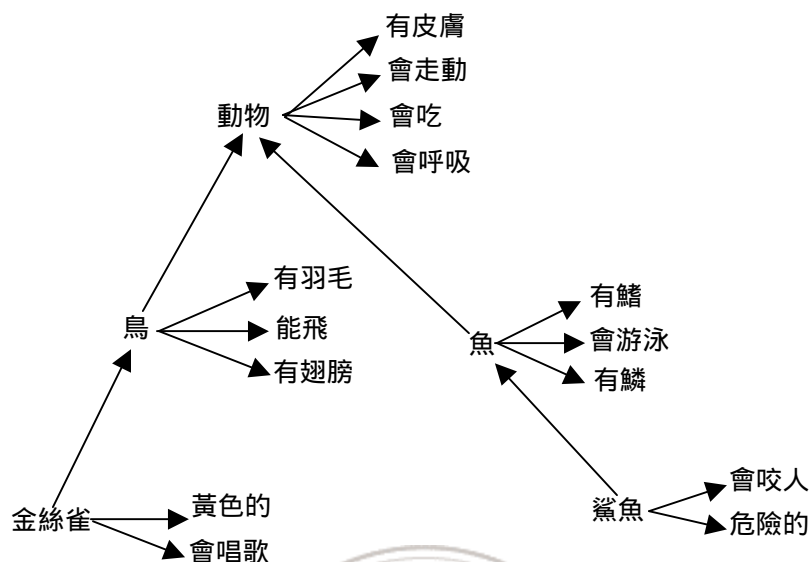 有皮膚
會走動
動物
會吃
會呼吸
有羽毛
鳥
能飛
有翅膀
有鰭
魚
會游泳
有鱗
金絲雀
黃色的
會唱歌
鯊魚
會咬人
危險的